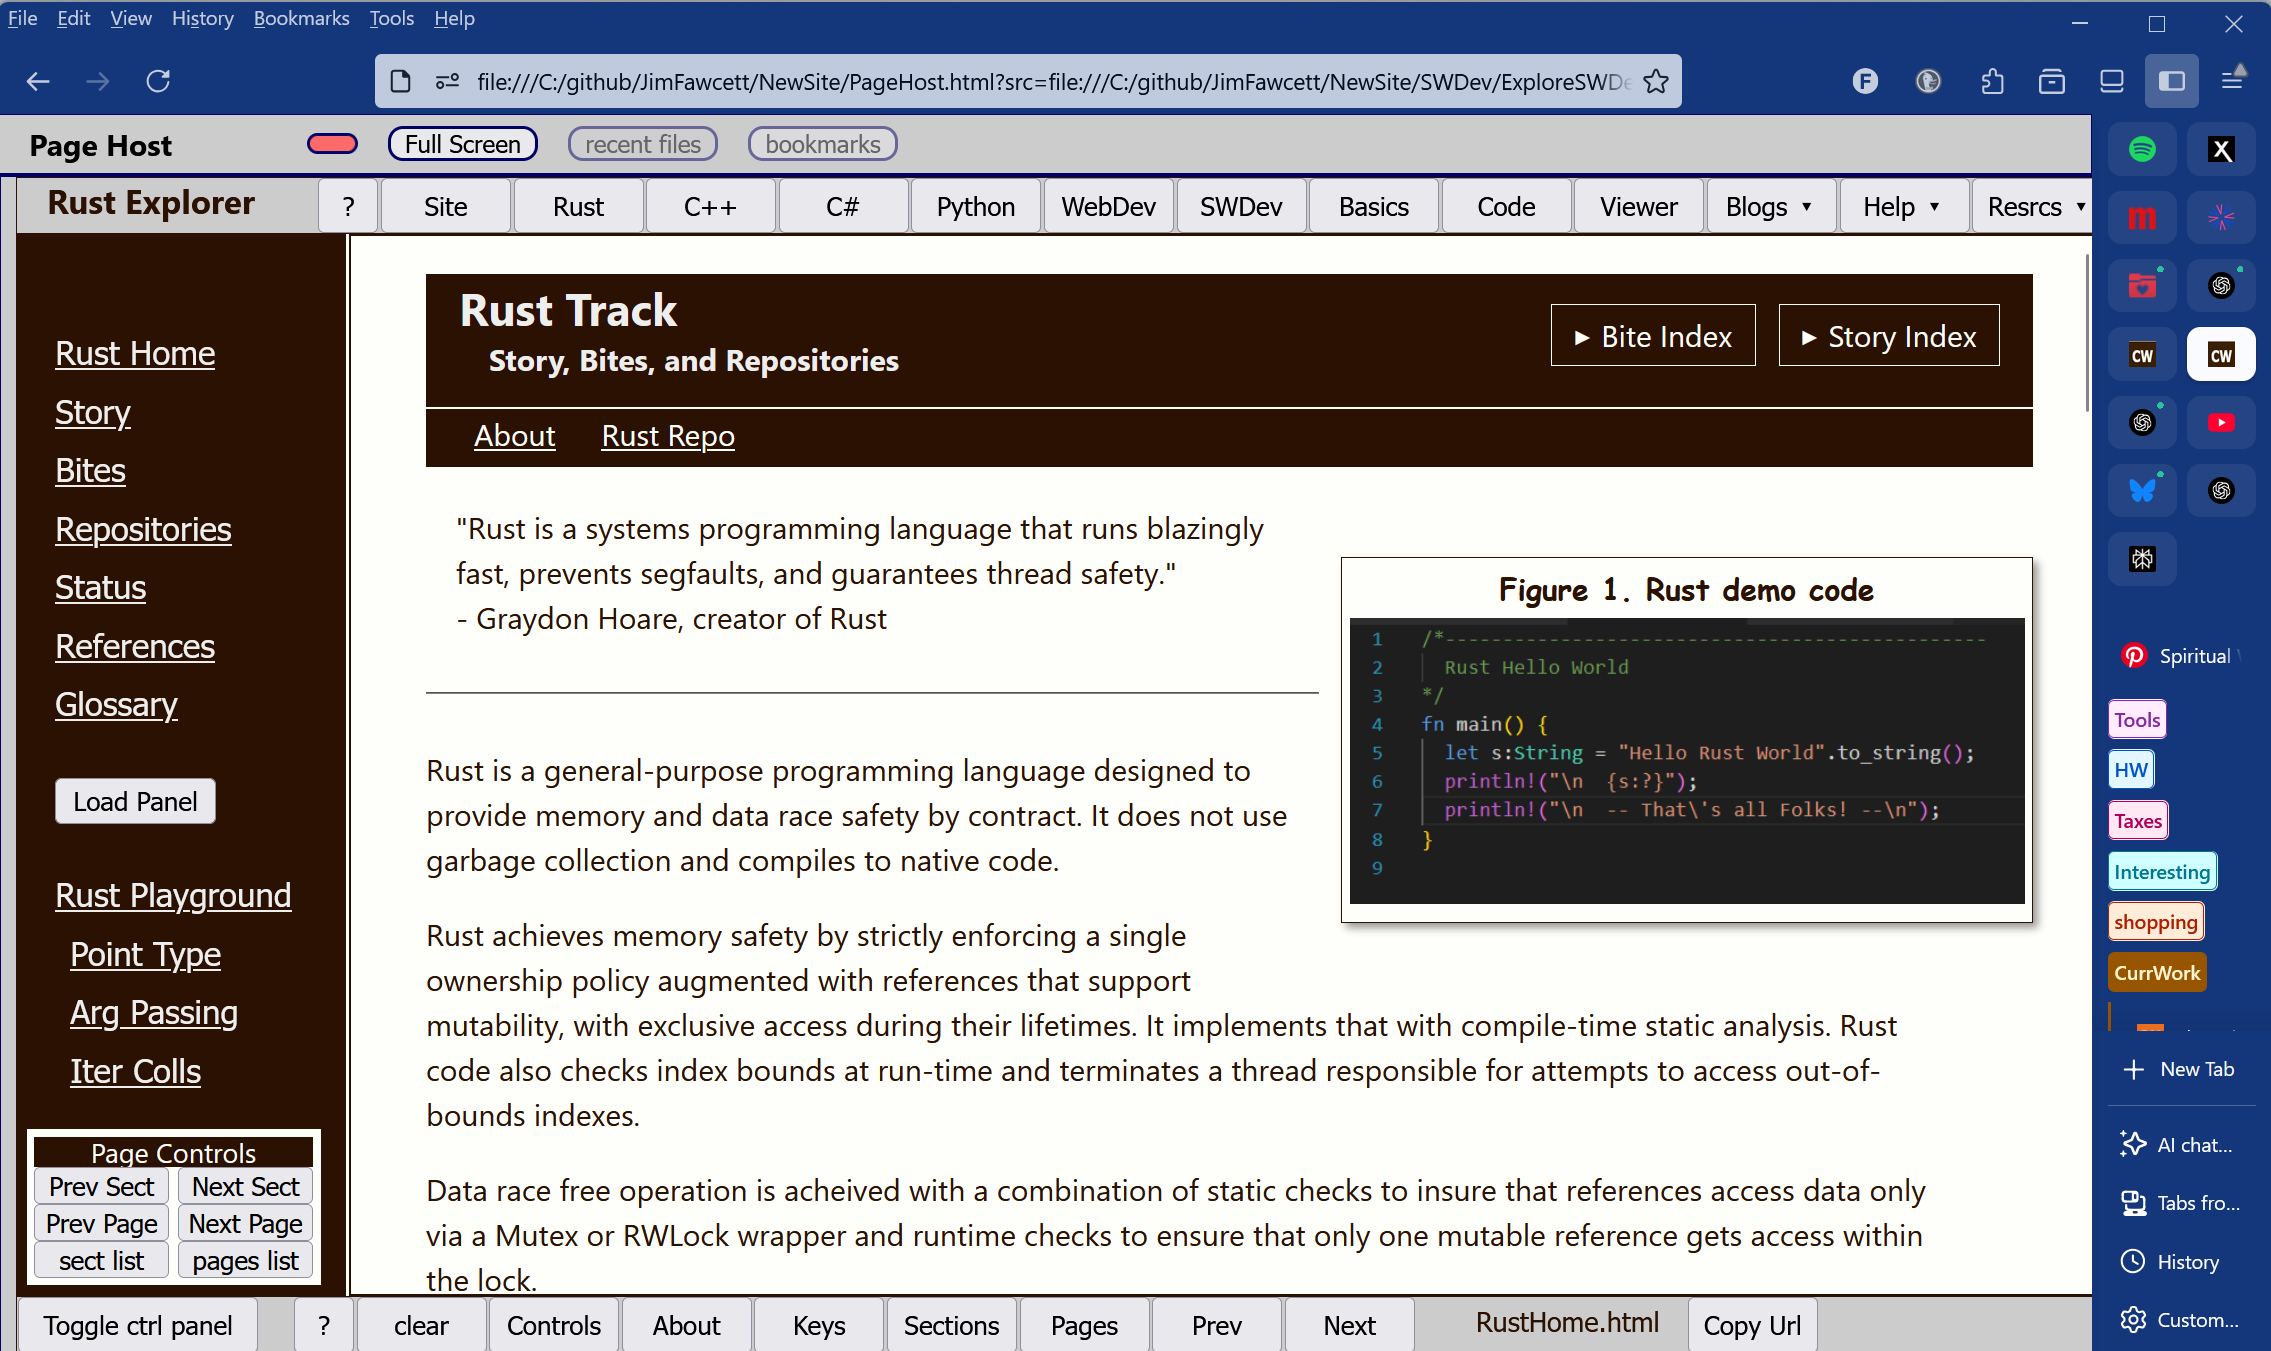 File Edit View History Bookmarks Tools Help
file:///C:/github/JimFawcett/NewSite/PageHost.html?src=file:///C:/github/JimFawcett/NewSite/SWDev/ExploreSWDe
F
Page Host Full Screen recent files bookmarks
Rust Explorer ? Site Rust C++ C# Python WebDev SWDev Basics Code Viewer Blogs ▾ Help ▾ Resrcs ▾
Rust Home
Story
Bites
Repositories
Status
References
Glossary
Load Panel
Rust Playground
Point Type
Arg Passing
Iter Colls
Page Controls
Prev Sect Next Sect
Prev Page Next Page
sect list pages list
Rust Track
Story, Bites, and Repositories
▸ Bite Index ▸ Story Index
About Rust Repo
"Rust is a systems programming language that runs blazingly
fast, prevents segfaults, and guarantees thread safety."
- Graydon Hoare, creator of Rust
Figure 1. Rust demo code
1 /*-----------------------------------------------
2 Rust Hello World
3 */
4 fn main() {
5 let s:String = "Hello Rust World".to_string();
6 println!("\n  {s:?}");
7 println!("\n  -- That\'s all Folks! --\n");
8 }
9
Rust is a general-purpose programming language designed to
provide memory and data race safety by contract. It does not use
garbage collection and compiles to native code.
Rust achieves memory safety by strictly enforcing a single
ownership policy augmented with references that support
mutability, with exclusive access during their lifetimes. It implements that with compile-time static analysis. Rust
code also checks index bounds at run-time and terminates a thread responsible for attempts to access out-of-
bounds indexes.
Data race free operation is acheived with a combination of static checks to insure that references access data only
via a Mutex or RWLock wrapper and runtime checks to ensure that only one mutable reference gets access within
the lock.
Toggle ctrl panel ? clear Controls About Keys Sections Pages Prev Next RustHome.html Copy Url
X
m
CW CW
Spiritual
Tools
HW
Taxes
Interesting
shopping
CurrWork
New Tab
AI chat...
Tabs fro...
History
Custom...